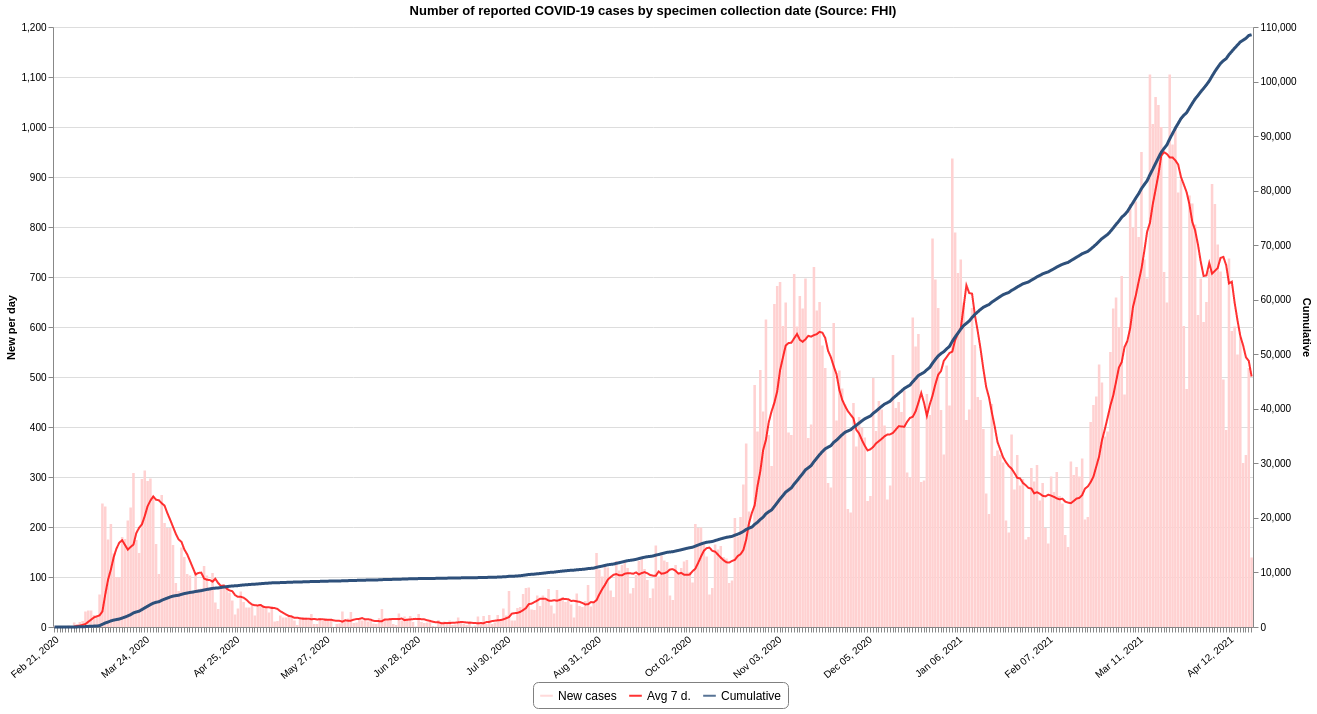 Number of reported COVID-19 cases by specimen collection date (Source: FHI)
1,200
1,100
1,000
900
800
700
600
500
400
300
200
100
0
New per day
110,000
100,000
90,000
80,000
70,000
60,000
50,000
40,000
30,000
20,000
10,000
0
Cumulative
Feb 21, 2020
Mar 24, 2020
Apr 25, 2020
May 27, 2020
Jun 28, 2020
Jul 30, 2020
Aug 31, 2020
Oct 02, 2020
Nov 03, 2020
Dec 05, 2020
Jan 06, 2021
Feb 07, 2021
Mar 11, 2021
Apr 12, 2021
New cases Avg 7 d. Cumulative